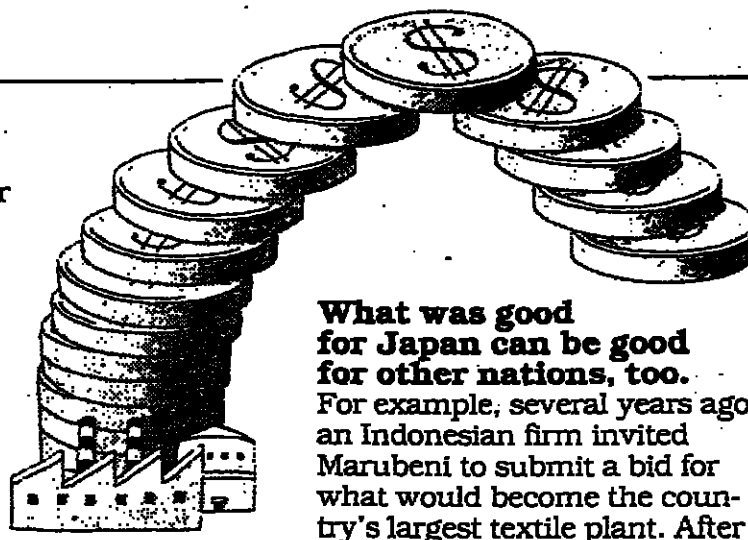 r
$ $ $
$
$
$
What was good
for Japan can be good
for other nations, too.
For example, several years ago
an Indonesian firm invited
Marubeni to submit a bid for
what would become the coun-
try's largest textile plant. After